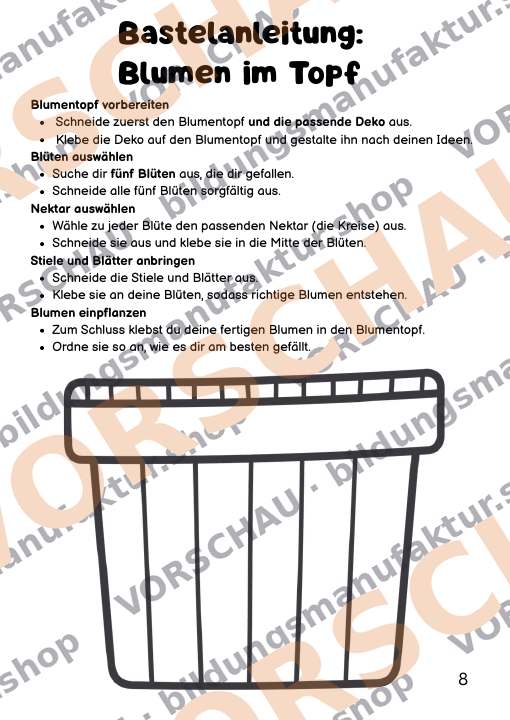 Bastelanleitung:
Blumen im Topf
Blumentopf vorbereiten
• Schneide zuerst den Blumentopf und die passende Deko aus.
• Klebe die Deko auf den Blumentopf und gestalte ihn nach deinen Ideen.
Blüten auswählen
• Suche dir fünf Blüten aus, die dir gefallen.
• Schneide alle fünf Blüten sorgfältig aus.
Nektar auswählen
• Wähle zu jeder Blüte den passenden Nektar (die Kreise) aus.
• Schneide sie aus und klebe sie in die Mitte der Blüten.
Stiele und Blätter anbringen
• Schneide die Stiele und Blätter aus.
• Klebe sie an deine Blüten, sodass richtige Blumen entstehen.
Blumen einpflanzen
• Zum Schluss klebst du deine fertigen Blumen in den Blumentopf.
• Ordne sie so an, wie es dir am besten gefällt.
VORSCHAU · bildungsmanufaktur.shop
8